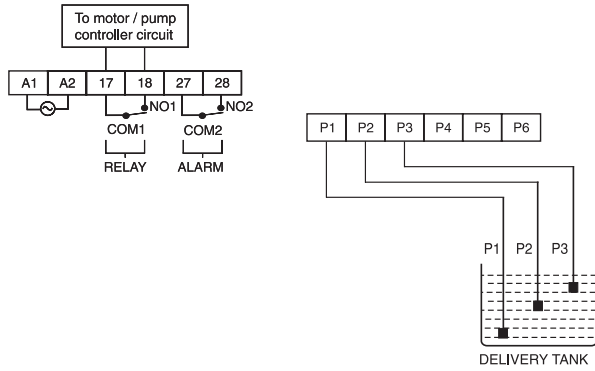 To motor / pump
controller circuit
A1 A2 17 18 27 28
NO1 NO2
COM1 COM2
RELAY ALARM
P1 P2 P3 P4 P5 P6
P1 P2 P3
DELIVERY TANK